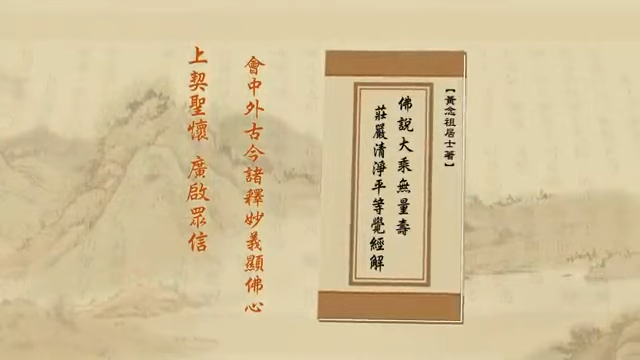 【黃念祖居士著】
佛說大乘無量壽
莊嚴清淨平等覺經解
會中外古今諸釋妙義顯佛心
上契聖懷 廣啟眾信